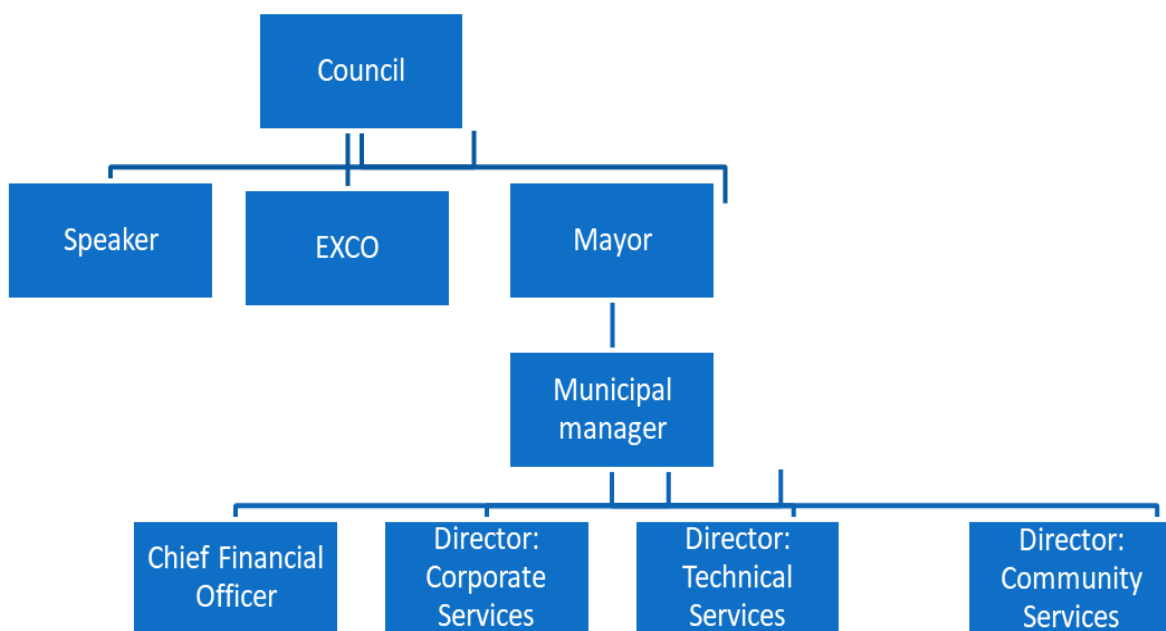 Council
Speaker
EXCO
Mayor
Municipal
manager
Chief Financial
Officer
Director:
Corporate
Services
Director:
Technical
Services
Director:
Community
Services